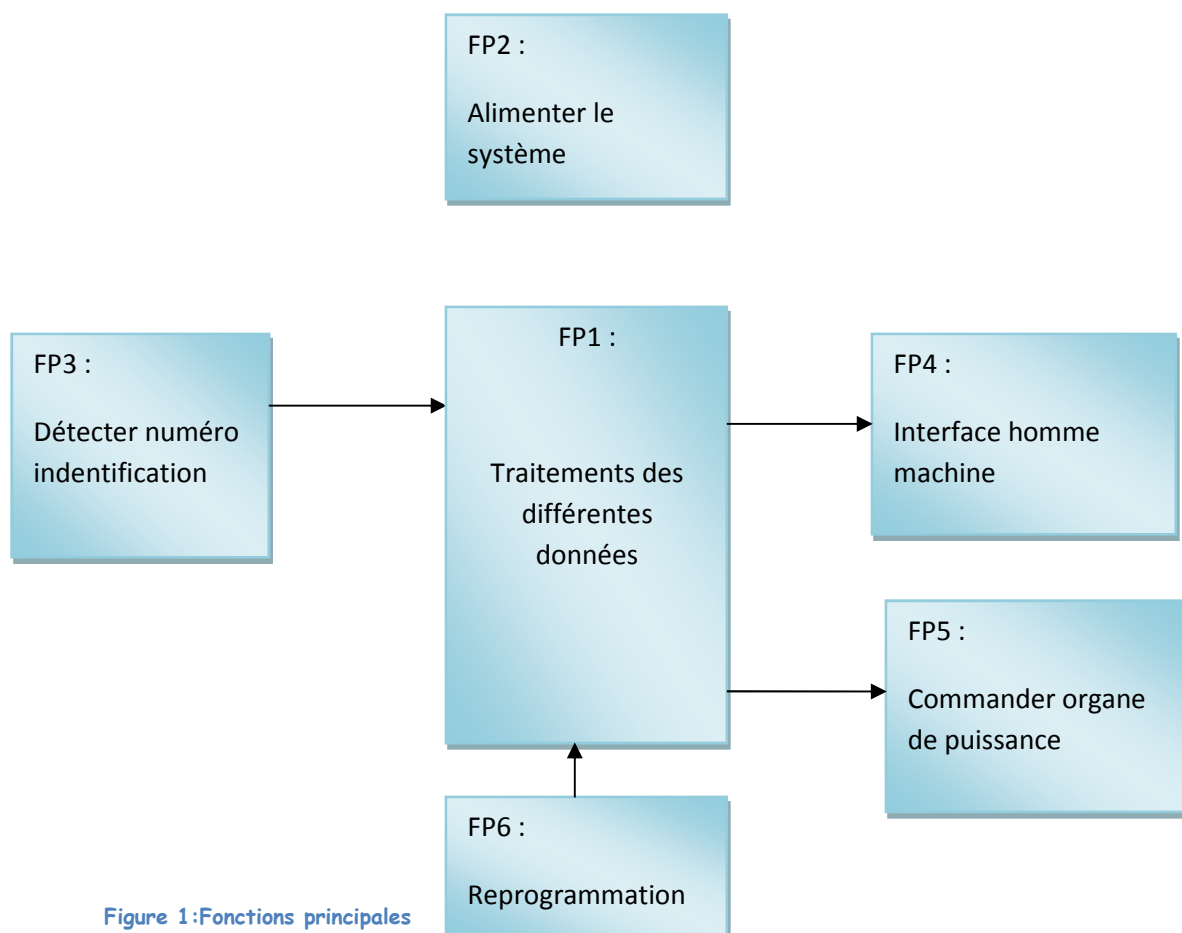 FP2 :
Alimenter le
système
FP3 :
Détecter numéro
indentification
FP1 :
Traitements des
différentes
données
FP4 :
Interface homme
machine
FP5 :
Commander organe
de puissance
FP6 :
Reprogrammation
Figure 1:Fonctions principales